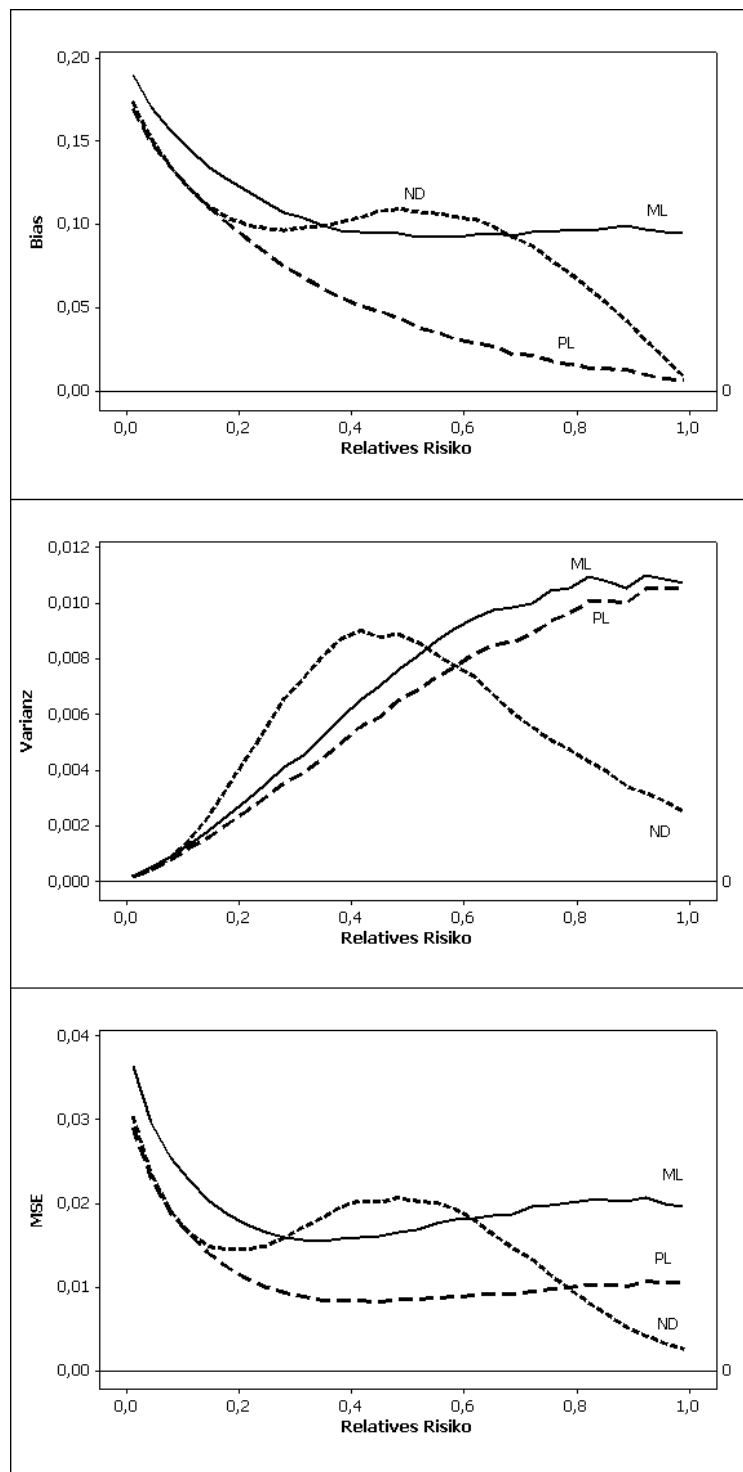 0,20
0,15
0,10
0,05
0,00
Bias
ND
ML
PL
0
0,0 0,2 0,4 0,6 0,8 1,0
Relatives Risiko
0,012
0,010
0,008
0,006
0,004
0,002
0,000
Varianz
ML
PL
ND
0
0,0 0,2 0,4 0,6 0,8 1,0
Relatives Risiko
0,04
0,03
0,02
0,01
0,00
MSE
ML
PL
ND
0
0,0 0,2 0,4 0,6 0,8 1,0
Relatives Risiko